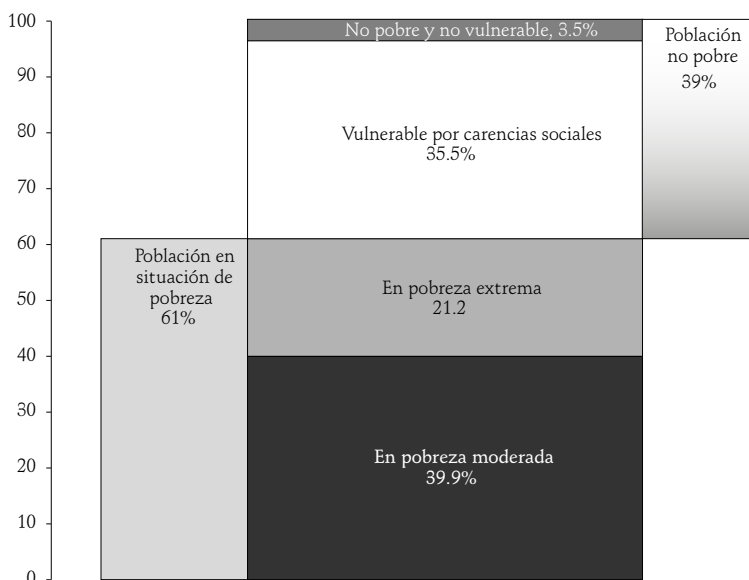 100
90
80
70
60
50
40
30
20
10
0
No pobre y no vulnerable, 3.5%
Población
no pobre
39%
Vulnerable por carencias sociales
35.5%
Población en
situación de
pobreza
61%
En pobreza extrema
21.2
En pobreza moderada
39.9%